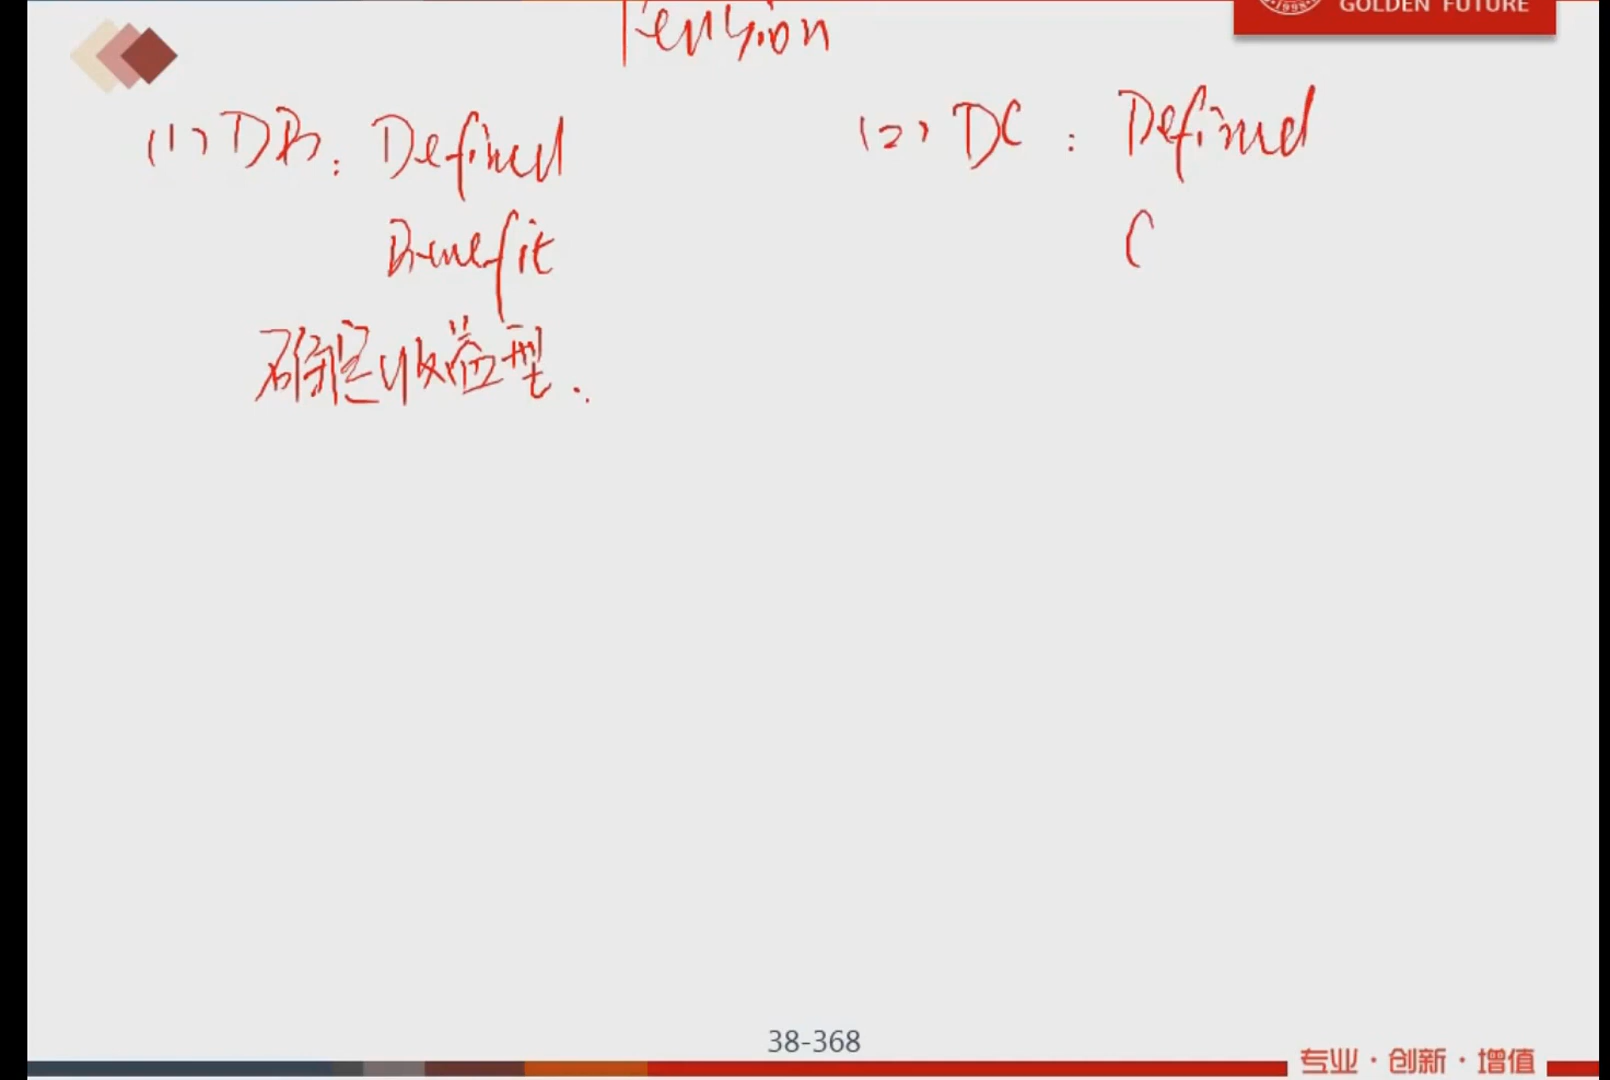 GOLDEN FUTURE
·1998·
Pension
(1) DB: Defined
Benefit
确定收益型.
(2) DC: Defined
C
38-368
专业·创新·增值